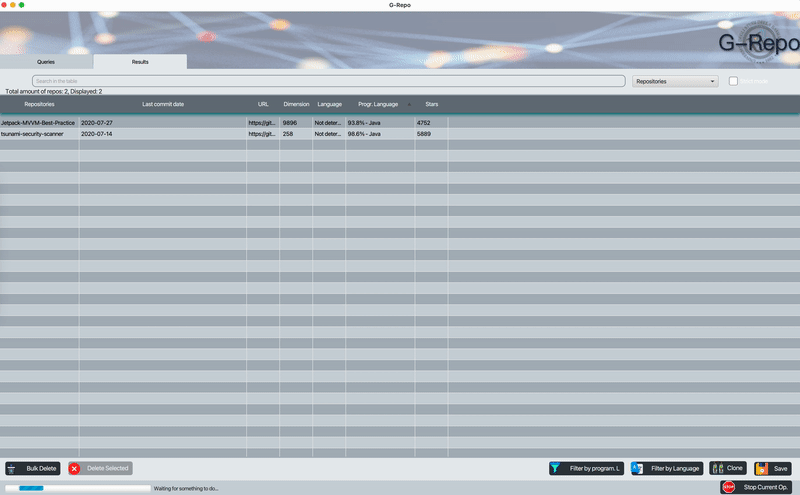 G-Repo
G-Repo
Queries Results
Search in the table Repositories
Total amount of repos: 2, Displayed: 2
Repositories Last commit date URL Dimension Language Progr. Language Stars
Jetpack-MVVM-Best-Practice 2020-07-27 https://git... 9896 Not deter... 93.8% - Java 4752
tsunami-security-scanner 2020-07-14 https://git... 258 Not deter... 98.6% - Java 5889
Bulk Delete Delete Selected Filter by program. L Filter by Language Clone Save
Waiting for something to do... STOP Stop Current Op.